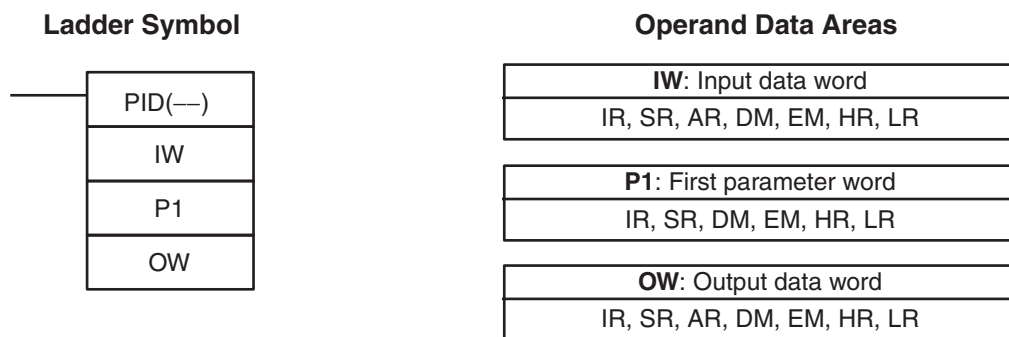 Ladder Symbol
PID(−−)
IW
P1
OW
Operand Data Areas
IW: Input data word
IR, SR, AR, DM, EM, HR, LR
P1: First parameter word
IR, SR, DM, EM, HR, LR
OW: Output data word
IR, SR, AR, DM, EM, HR, LR